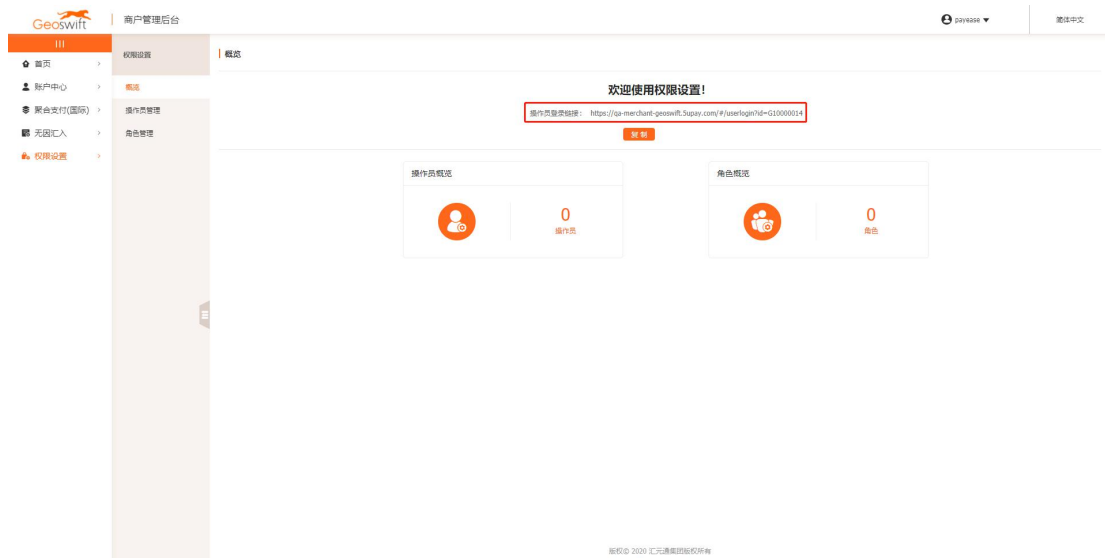 Geoswift
商户管理后台
payease
简体中文
首页
账户中心
聚合支付(国际)
无因汇入
权限设置
权限设置
概览
操作员管理
角色管理
概览
欢迎使用权限设置!
操作员登录链接: https://qa-merchant-geoswift.5upay.com/#/userlogin?id=G10000014
复 制
操作员概览
0
操作员
角色概览
0
角色
版权© 2020 汇元通集团版权所有